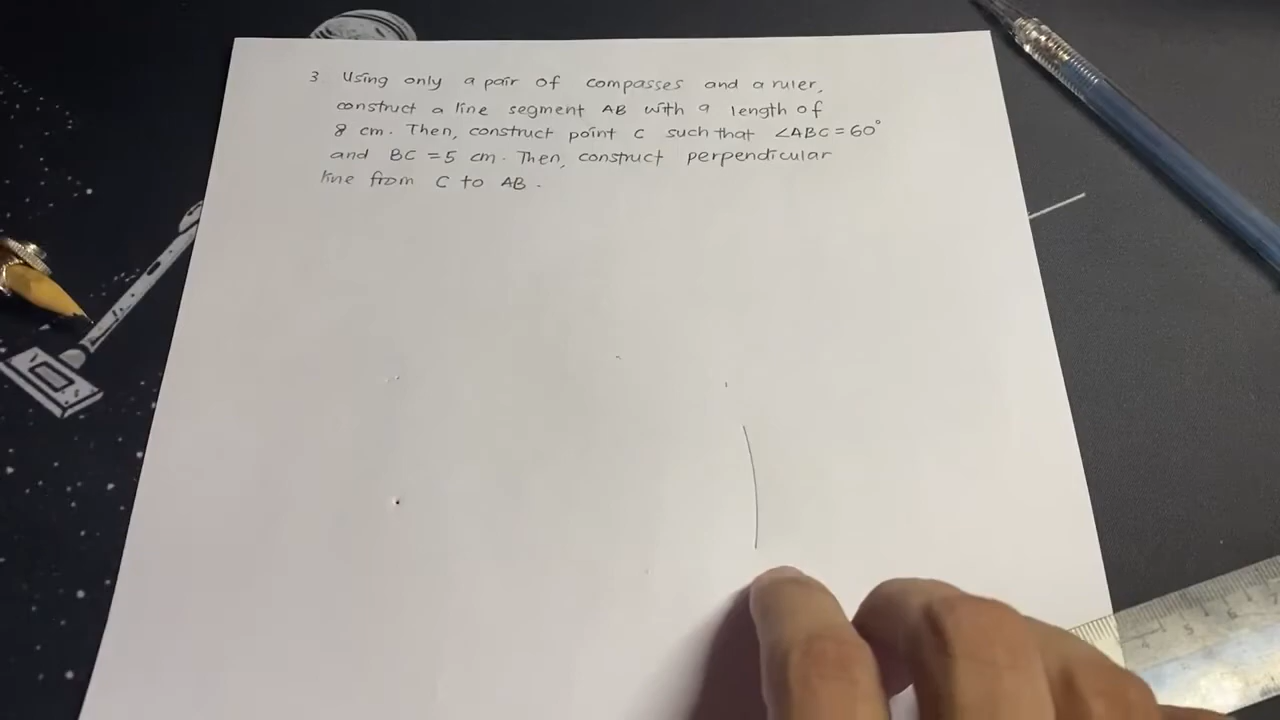 3. Using only a pair of compasses and a ruler,
construct a line segment AB with a length of
8 cm. Then, construct point C such that ∠ABC = 60°
and BC = 5 cm. Then, construct perpendicular
line from C to AB.